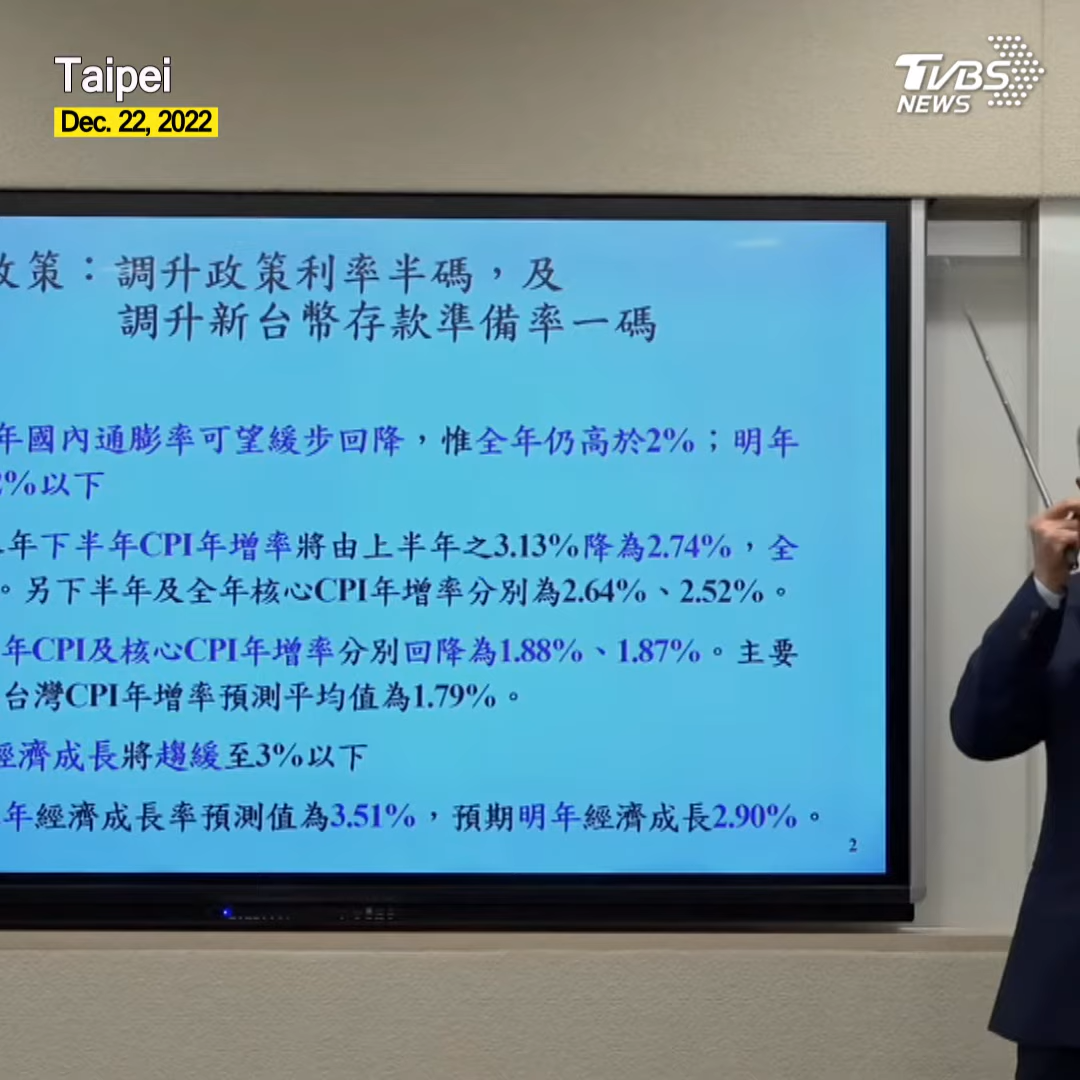 Taipei
TVBS
NEWS
Dec. 22, 2022
政策：調升政策利率半碼，及
調升新台幣存款準備率一碼
年國內通膨率可望緩步回降，惟全年仍高於2%；明年
2%以下
年下半年CPI年增率將由上半年之3.13%降為2.74%，全
。另下半年及全年核心CPI年增率分別為2.64%、2.52%。
年CPI及核心CPI年增率分別回降為1.88%、1.87%。主要
台灣CPI年增率預測平均值為1.79%。
經濟成長將趨緩至3%以下
年經濟成長率預測值為3.51%，預期明年經濟成長2.90%。
2